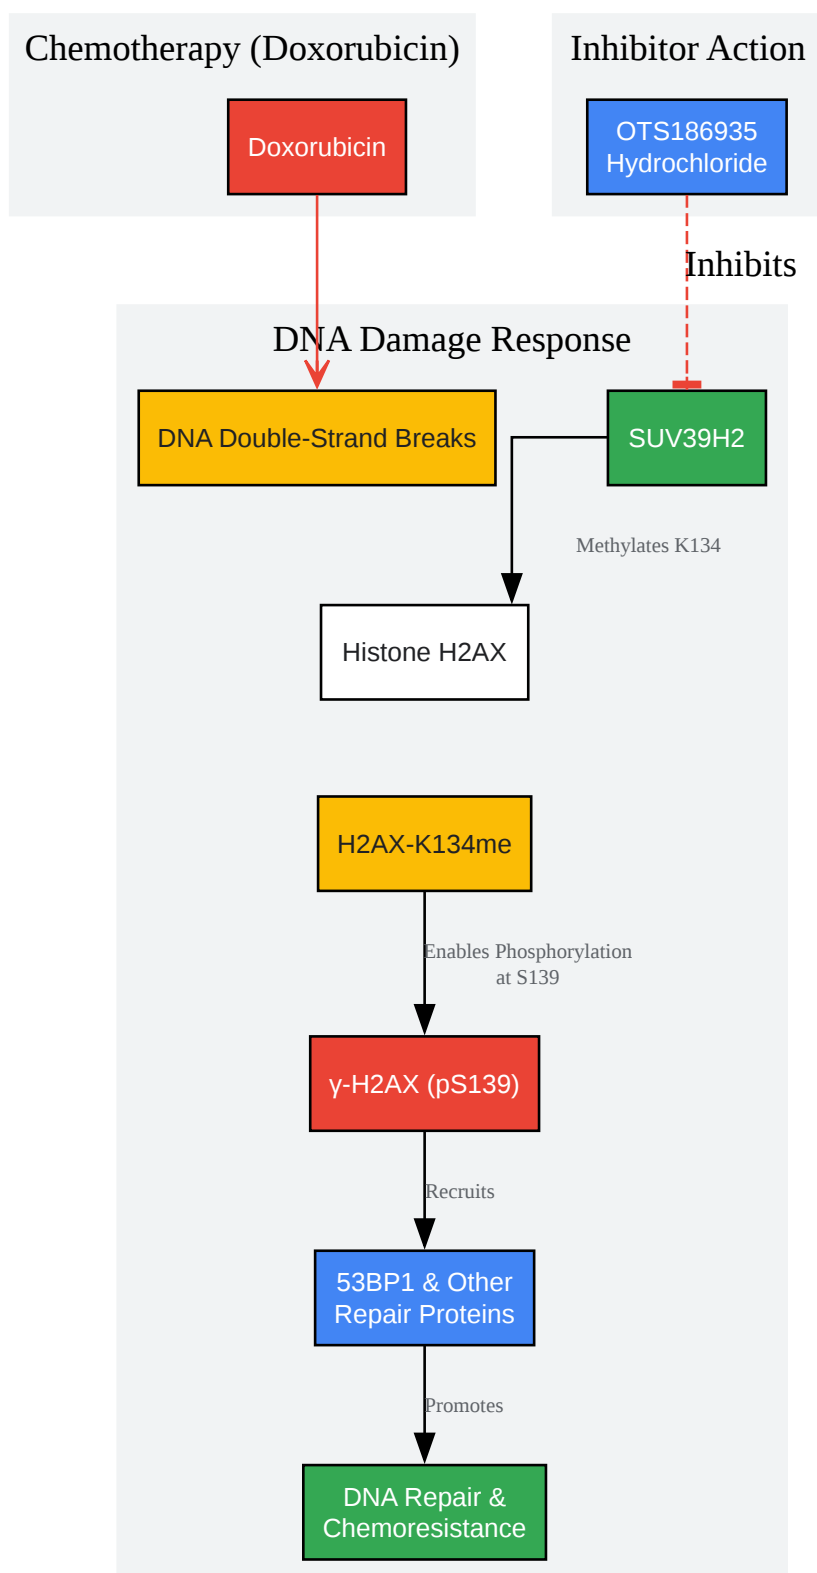 Chemotherapy (Doxorubicin)
Inhibitor Action
Doxorubicin
OTS186935
Hydrochloride
Inhibits
DNA Damage Response
DNA Double-Strand Breaks
SUV39H2
Methylates K134
Histone H2AX
H2AX-K134me
Enables Phosphorylation
at S139
γ-H2AX (pS139)
Recruits
53BP1 & Other
Repair Proteins
Promotes
DNA Repair &
Chemoresistance